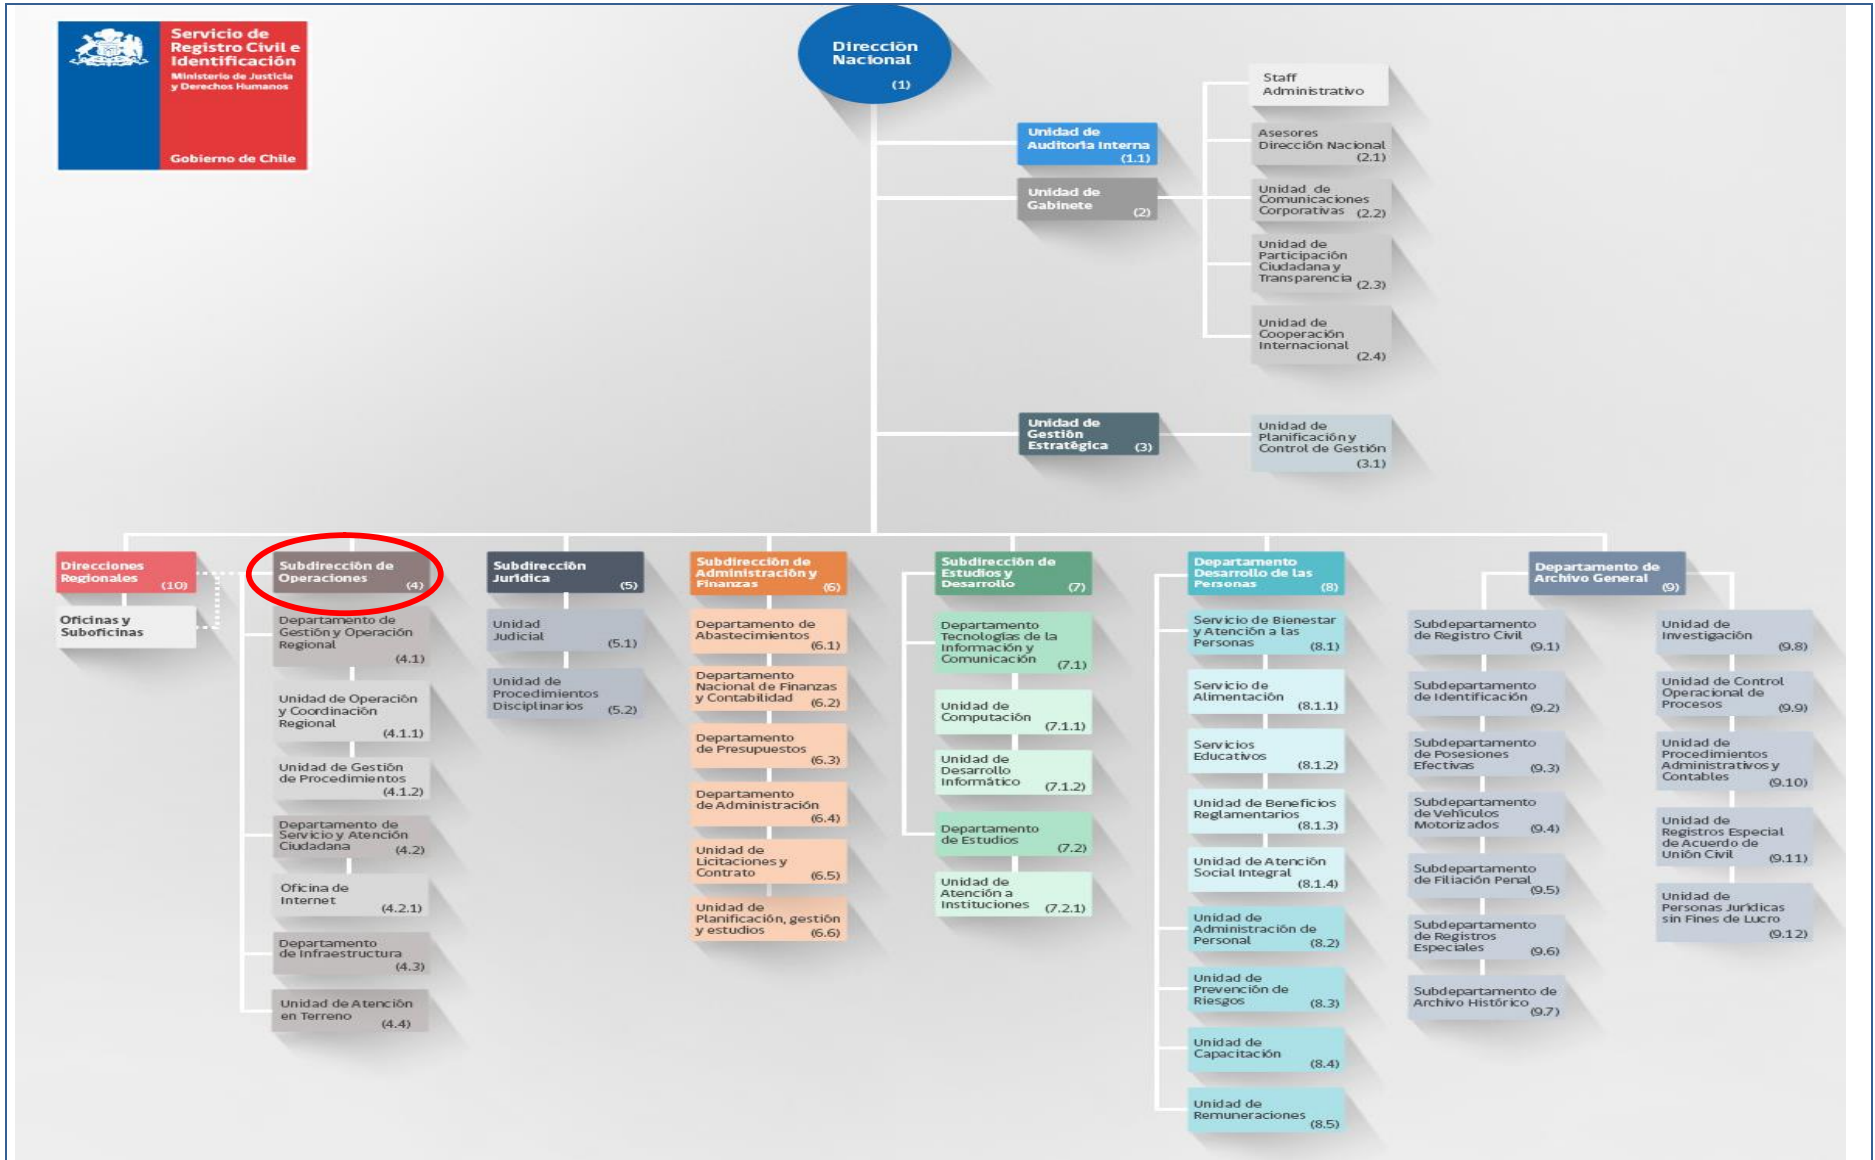 Servicio de
Registro Civil e
Identificación
Ministerio de Justicia
y Derechos Humanos
Gobierno de Chile
Dirección
Nacional
(1)
Staff
Administrativo
Unidad de
Auditoría Interna
(1.1)
Asesores
Dirección Nacional
(2.1)
Unidad de
Gabinete (2)
Unidad de
Comunicaciones
Corporativas (2.2)
Unidad de
Participación
Ciudadana y
Transparencia (2.3)
Unidad de
Cooperación
Internacional
(2.4)
Unidad de
Gestión
Estratégica (3)
Unidad de
Planificación y
Control de Gestión
(3.1)
Direcciones
Regionales (10)
Oficinas y
Suboficinas
Subdirección de
Operaciones (4)
Departamento de
Gestión y Operación
Regional
(4.1)
Unidad de Operación
y Coordinación
Regional
(4.1.1)
Unidad de Gestión
de Procedimientos
(4.1.2)
Departamento de
Servicio y Atención
Ciudadana (4.2)
Oficina de
Internet
(4.2.1)
Departamento
de Infraestructura
(4.3)
Unidad de Atención
en Terreno
(4.4)
Subdirección
Jurídica (5)
Unidad
Judicial (5.1)
Unidad de
Procedimientos
Disciplinarios (5.2)
Subdirección de
Administración y
Finanzas (6)
Departamento de
Abastecimientos
(6.1)
Departamento
Nacional de Finanzas
y Contabilidad (6.2)
Departamento
de Presupuestos
(6.3)
Departamento
de Administración
(6.4)
Unidad de
Licitaciones y
Contrato (6.5)
Unidad de
Planificación, gestión
y estudios (6.6)
Subdirección de
Estudios y
Desarrollo (7)
Departamento
Tecnologías de la
Información y
Comunicación (7.1)
Unidad de
Computación
(7.1.1)
Unidad de
Desarrollo
Informático (7.1.2)
Departamento
de Estudios (7.2)
Unidad de
Atención a
Instituciones (7.2.1)
Departamento
Desarrollo de las
Personas (8)
Servicio de Bienestar
y Atención a las
Personas (8.1)
Servicio de
Alimentación
(8.1.1)
Servicios
Educativos (8.1.2)
Unidad de Beneficios
Reglamentarios
(8.1.3)
Unidad de Atención
Social Integral
(8.1.4)
Unidad de
Administración de
Personal (8.2)
Unidad de
Prevención de
Riesgos (8.3)
Unidad de
Capacitación
(8.4)
Unidad de
Remuneraciones
(8.5)
Departamento de
Archivo General
(9)
Subdepartamento
de Registro Civil
(9.1)
Subdepartamento
de Identificación
(9.2)
Subdepartamento
de Posesiones
Efectivas (9.3)
Subdepartamento
de Vehículos
Motorizados (9.4)
Subdepartamento
de Filiación Penal
(9.5)
Subdepartamento
de Registros
Especiales (9.6)
Subdepartamento de
Archivo Histórico
(9.7)
Unidad de
Investigación
(9.8)
Unidad de Control
Operacional de
Procesos (9.9)
Unidad de
Procedimientos
Administrativos y
Contables (9.10)
Unidad de
Registros Especial
de Acuerdo de
Unión Civil (9.11)
Unidad de
Personas Jurídicas
sin Fines de Lucro
(9.12)